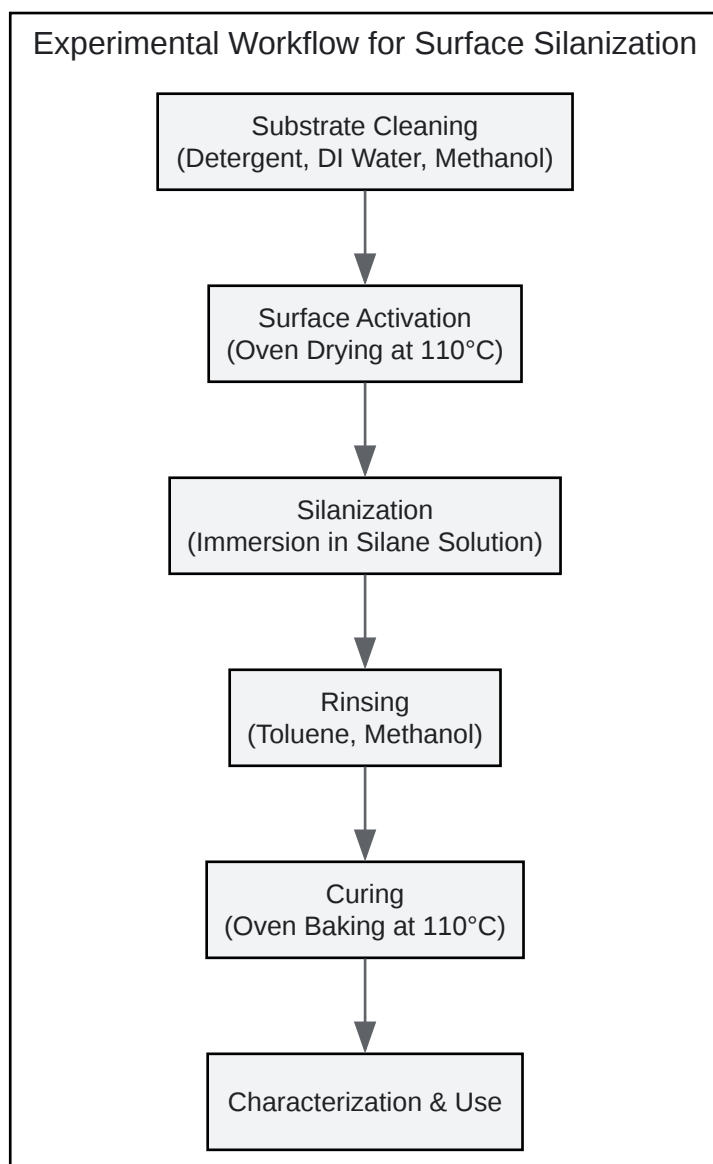 Experimental Workflow for Surface Silanization
Substrate Cleaning
(Detergent, DI Water, Methanol)
Surface Activation
(Oven Drying at 110°C)
Silanization
(Immersion in Silane Solution)
Rinsing
(Toluene, Methanol)
Curing
(Oven Baking at 110°C)
Characterization & Use